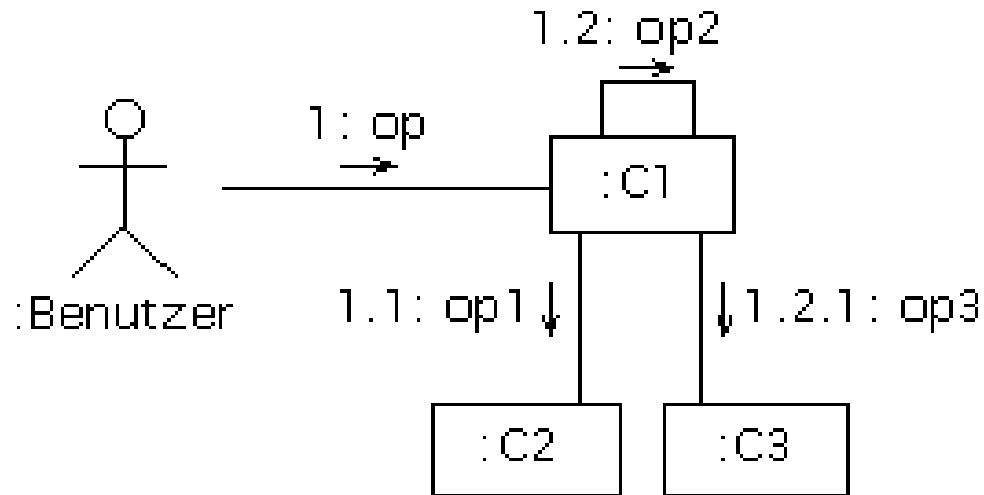 1.2: op2
1: op
:C1
:Benutzer
1.1: op1
1.2.1: op3
:C2
:C3